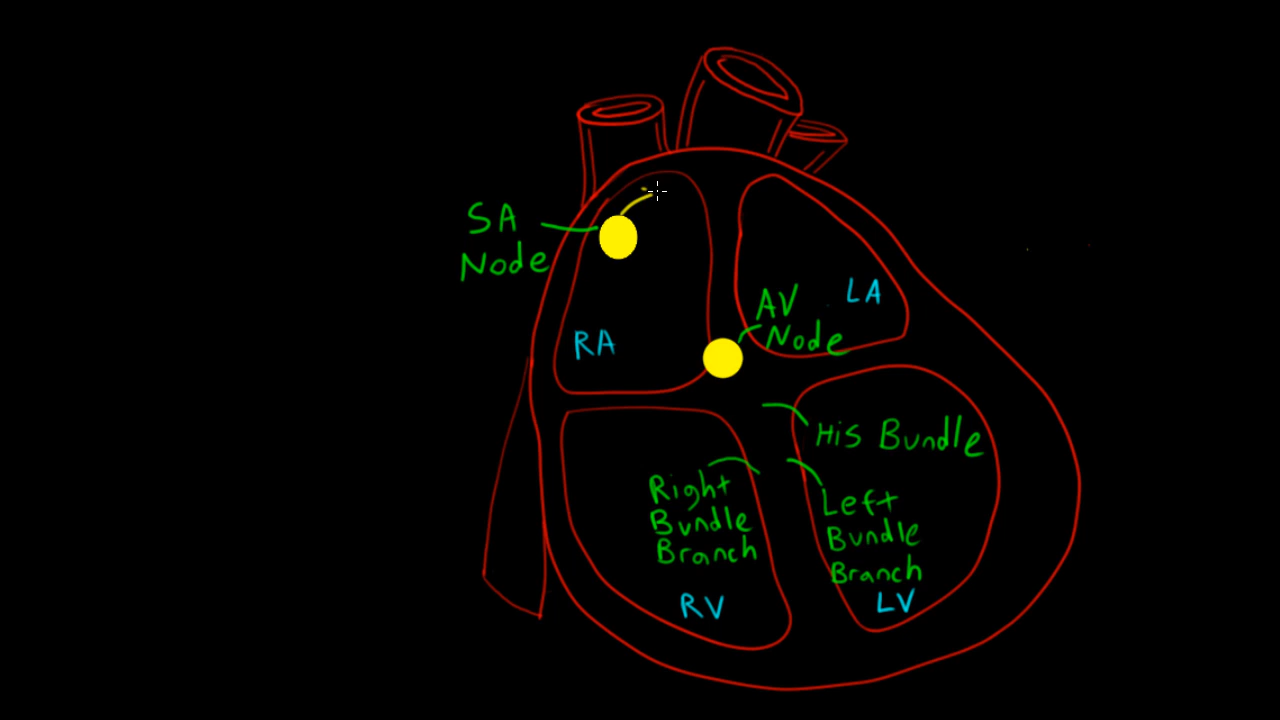 SA
Node
RA
AV
Node
LA
His Bundle
Right
Bundle
Branch
RV
Left
Bundle
Branch
LV